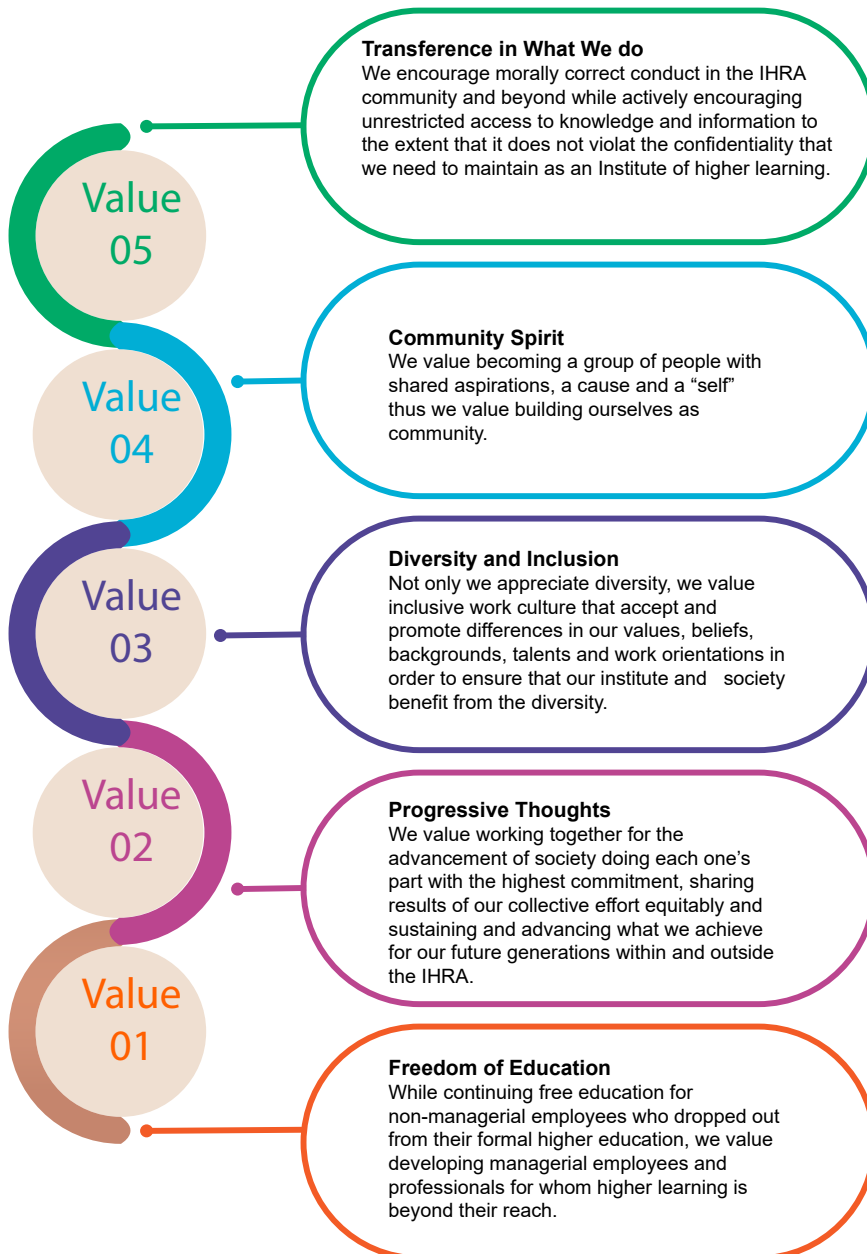 Transference in What We do
We encourage morally correct conduct in the IHRA
community and beyond while actively encouraging
unrestricted access to knowledge and information to
the extent that it does not violat the confidentiality that
we need to maintain as an Institute of higher learning.
Value
05
Community Spirit
We value becoming a group of people with
shared aspirations, a cause and a “self”
thus we value building ourselves as
community.
Value
04
Diversity and Inclusion
Not only we appreciate diversity, we value
inclusive work culture that accept and
promote differences in our values, beliefs,
backgrounds, talents and work orientations in
order to ensure that our institute and society
benefit from the diversity.
Value
03
Progressive Thoughts
We value working together for the
advancement of society doing each one’s
part with the highest commitment, sharing
results of our collective effort equitably and
sustaining and advancing what we achieve
for our future generations within and outside
the IHRA.
Value
02
Value
01
Freedom of Education
While continuing free education for
non-managerial employees who dropped out
from their formal higher education, we value
developing managerial employees and
professionals for whom higher learning is
beyond their reach.